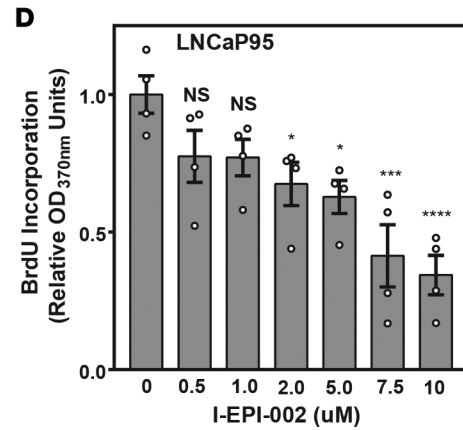 D
LNCaP95
NS
NS
*
*
***
****
BrdU Incorporation
(Relative OD370nm Units)
1.0
0.5
0.0
0 0.5 1.0 2.0 5.0 7.5 10
I-EPI-002 (uM)